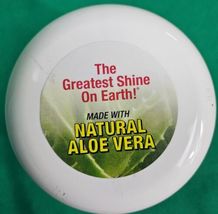 The
Greatest Shine
On Earth!
MADE WITH
NATURAL
ALOE VERA